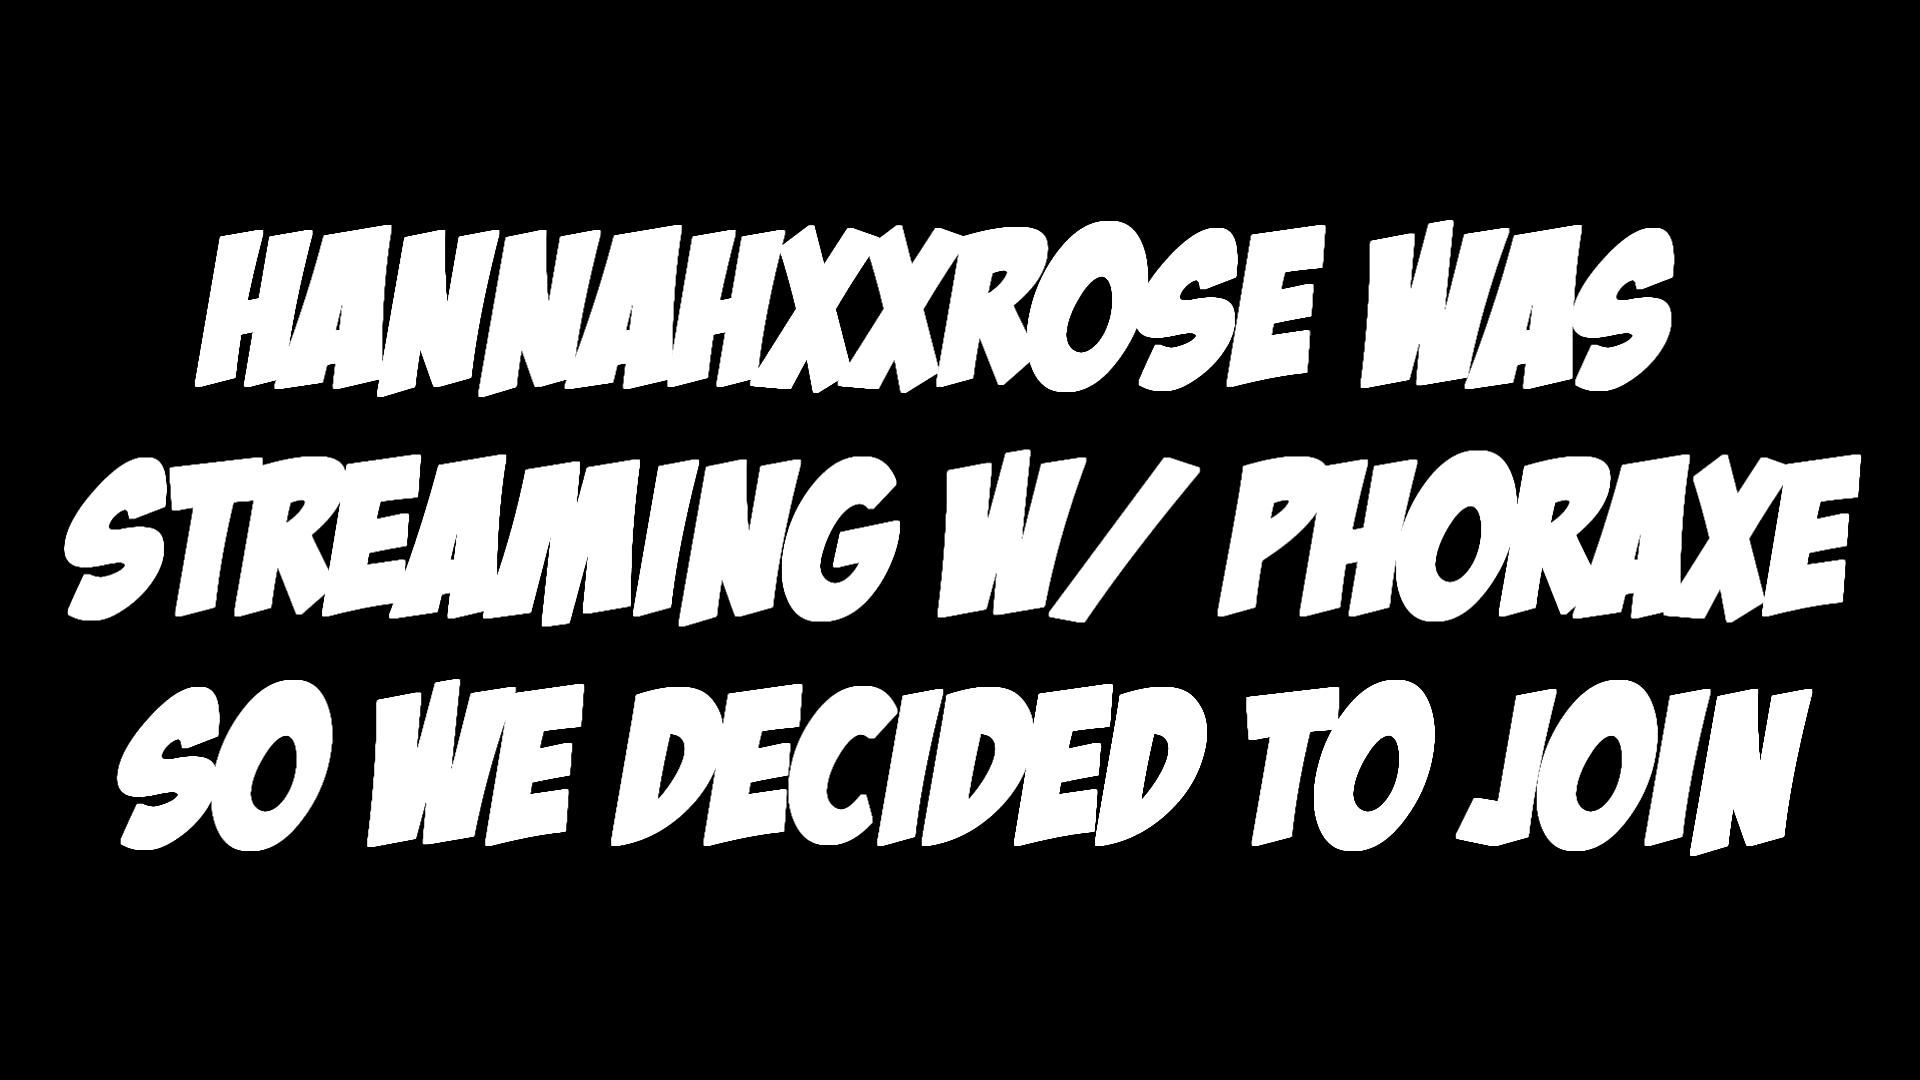 HANNAHXXROSE WAS
STREAMING W/ PHORAXE
SO WE DECIDED TO JOIN